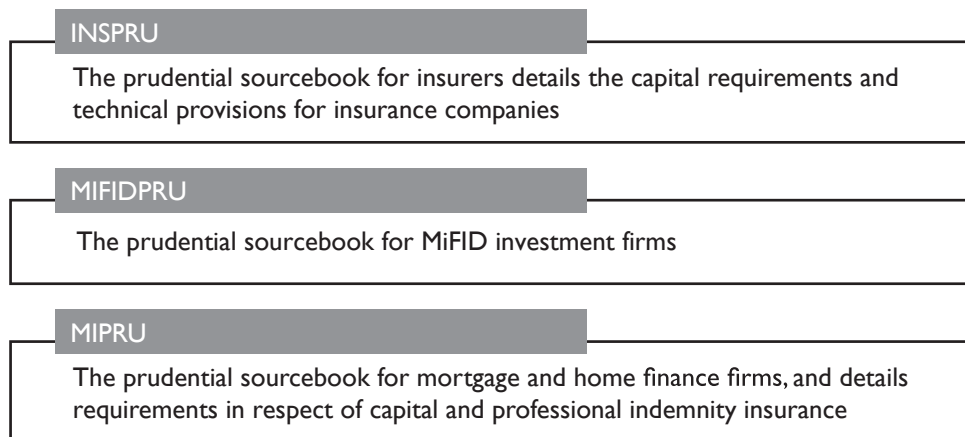 INSPRU
The prudential sourcebook for insurers details the capital requirements and
technical provisions for insurance companies
MIFIDPRU
The prudential sourcebook for MiFID investment firms
MIPRU
The prudential sourcebook for mortgage and home finance firms, and details
requirements in respect of capital and professional indemnity insurance